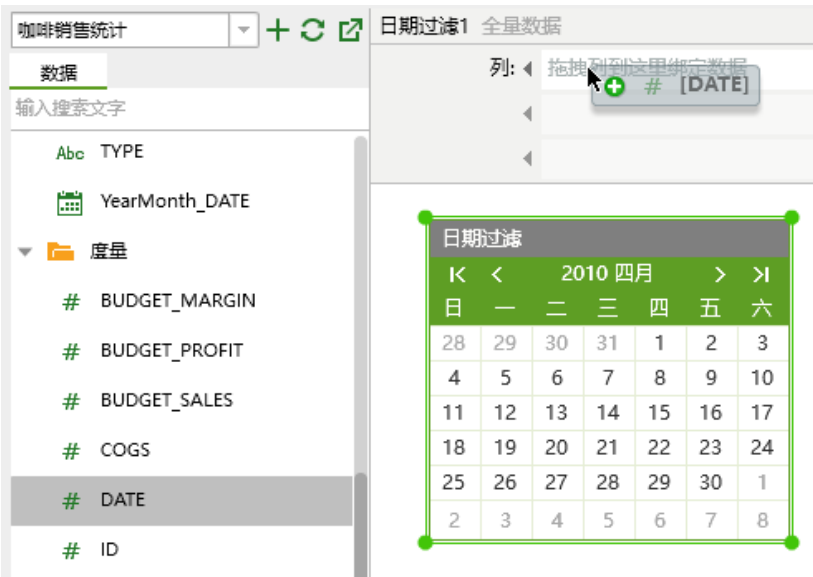 咖啡销售统计
数据
输入搜索文字
Abc TYPE
YearMonth_DATE
度量
# BUDGET_MARGIN
# BUDGET_PROFIT
# BUDGET_SALES
# COGS
# DATE
# ID
日期过滤1 全量数据
列: 拖拽列到这里绑定数据
# [DATE]
日期过滤
2010 四月
日 一 二 三 四 五 六
28 29 30 31 1 2 3
4 5 6 7 8 9 10
11 12 13 14 15 16 17
18 19 20 21 22 23 24
25 26 27 28 29 30 1
2 3 4 5 6 7 8